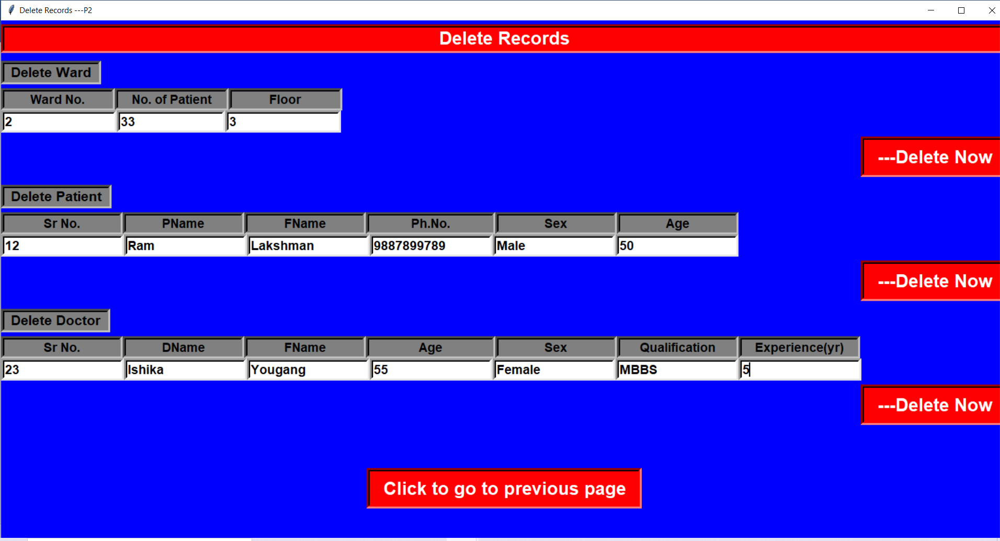 Delete Records ---P2
Delete Records
Delete Ward
Ward No. No. of Patient Floor
2 33 3
---Delete Now
Delete Patient
Sr No. PName FName Ph.No. Sex Age
12 Ram Lakshman 9887899789 Male 50
---Delete Now
Delete Doctor
Sr No. DName FName Age Sex Qualification Experience(yr)
23 Ishika Yougang 55 Female MBBS 5
---Delete Now
Click to go to previous page